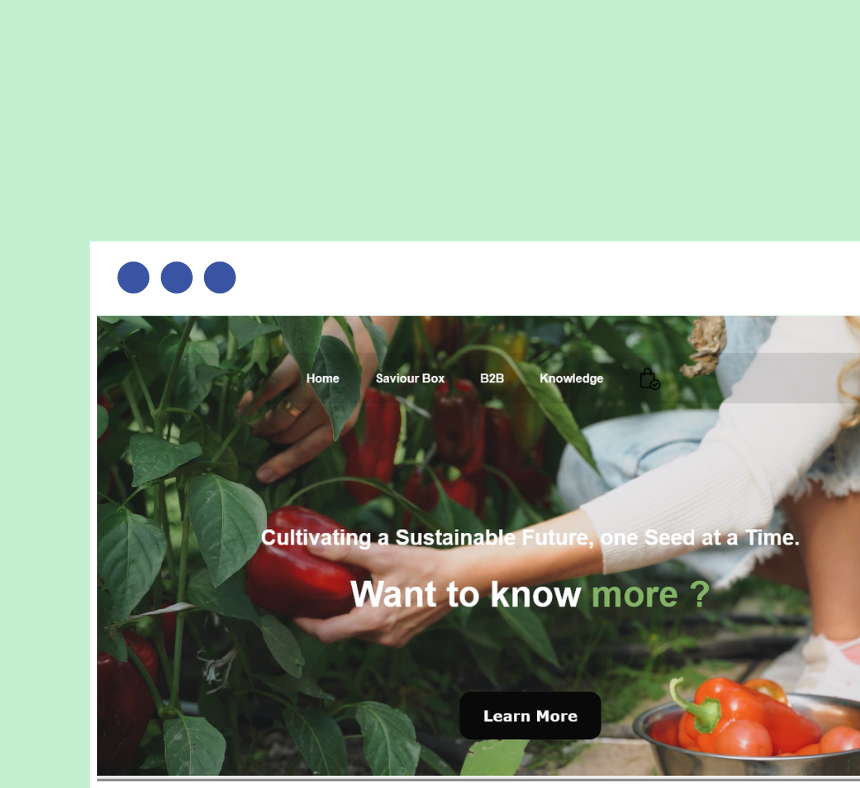 Home Saviour Box B2B Knowledge
Cultivating a Sustainable Future, one Seed at a Time.
Want to know more ?
Learn More